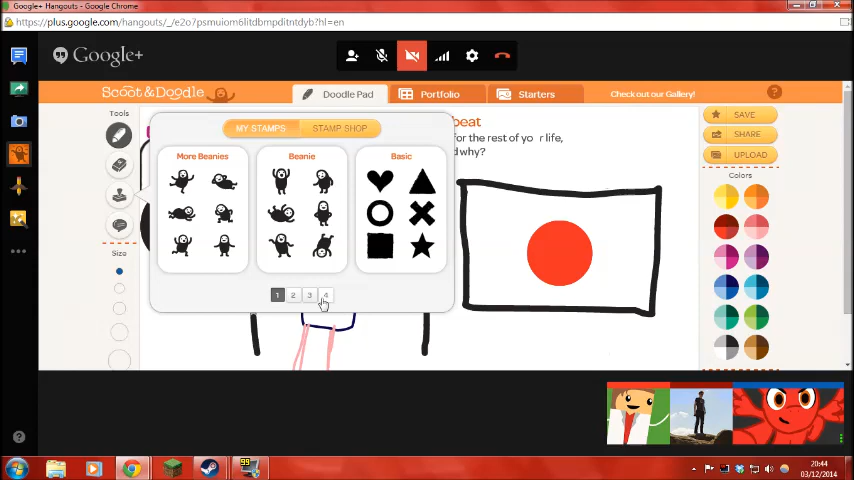 Google+ Hangouts - Google Chrome
https://plus.google.com/hangouts/_/e2o7psmuiom6litdbmpditntdyb?hl=en
Google+
Scoot&Doodle
Doodle Pad
Portfolio
Starters
Check out our Gallery!
?
Tools
MY STAMPS
STAMP SHOP
beat
for the rest of yo r life,
d why?
SAVE
SHARE
UPLOAD
More Beanies
Beanie
Basic
Colors
Size
1 2 3 4
?
99
20:44
03/12/2014